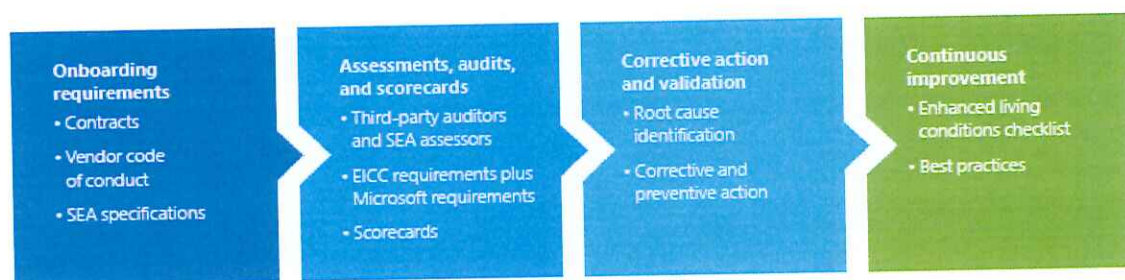 Onboarding
requirements
• Contracts
• Vendor code
of conduct
• SEA specifications
Assessments, audits,
and scorecards
• Third-party auditors
and SEA assessors
• EICC requirements plus
Microsoft requirements
• Scorecards
Corrective action
and validation
• Root cause
identification
• Corrective and
preventive action
Continuous
improvement
• Enhanced living
conditions checklist
• Best practices